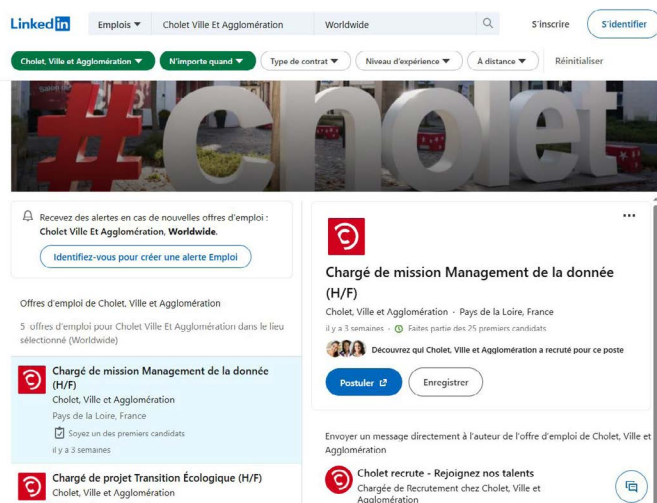 Linkedin
Emplois
Cholet Ville Et Agglomération
Worldwide
S'inscrire
S'identifier
Cholet, Ville et Agglomération
N'importe quand
Type de contrat
Niveau d'expérience
À distance
Réinitialiser
#cholet
Recevez des alertes en cas de nouvelles offres d'emploi :
Cholet Ville Et Agglomération, Worldwide.
Identifiez-vous pour créer une alerte Emploi
Offres d'emploi de Cholet, Ville et Agglomération
5 offres d'emploi pour Cholet Ville Et Agglomération dans le lieu
sélectionné (Worldwide)
Chargé de mission Management de la donnée
(H/F)
Cholet, Ville et Agglomération
Pays de la Loire, France
Soyez un des premiers candidats
il y a 3 semaines
Chargé de projet Transition Écologique (H/F)
Cholet, Ville et Agglomération
Chargé de mission Management de la donnée
(H/F)
Cholet, Ville et Agglomération · Pays de la Loire, France
il y a 3 semaines · Faites partie des 25 premiers candidats
Découvrez qui Cholet, Ville et Agglomération a recruté pour ce poste
Postuler
Enregistrer
Envoyer un message directement à l'auteur de l'offre d'emploi de Cholet, Ville et
Agglomération
Cholet recrute - Rejoignez nos talents
Chargée de Recrutement chez Cholet, Ville et
Agglomération